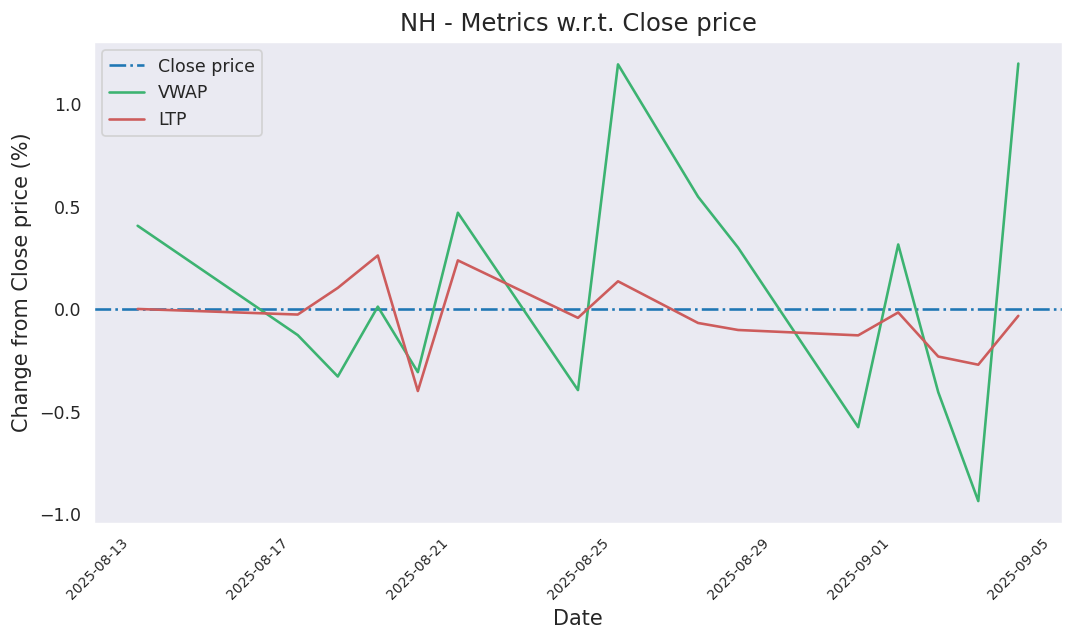 NH - Metrics w.r.t. Close price
Close price
VWAP
LTP
Change from Close price (%)
1.0
0.5
0.0
−0.5
−1.0
2025-08-13
2025-08-17
2025-08-21
2025-08-25
2025-08-29
2025-09-01
2025-09-05
Date